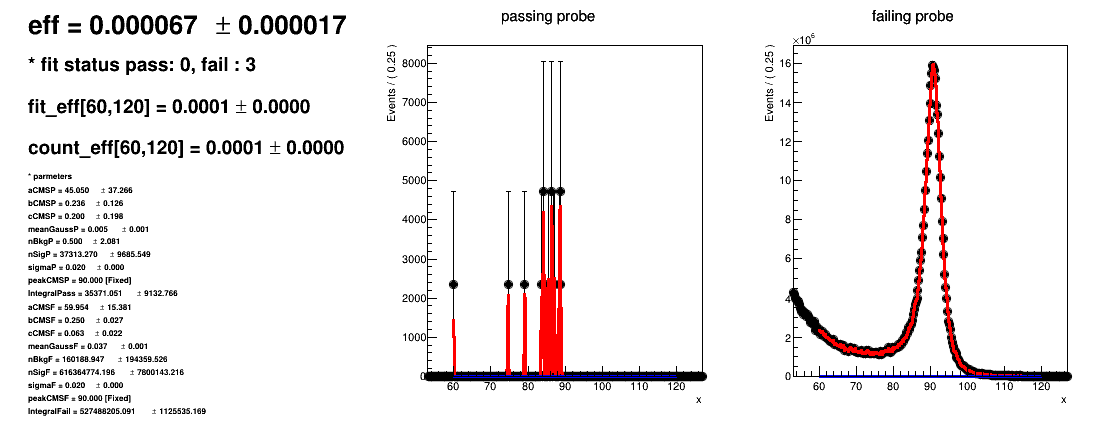 eff = 0.000067 ± 0.000017
* fit status pass: 0, fail : 3
fit_eff[60,120] = 0.0001 ± 0.0000
count_eff[60,120] = 0.0001 ± 0.0000
* parmeters
aCMSP = 45.050 ± 37.266
bCMSP = 0.236 ± 0.126
cCMSP = 0.200 ± 0.198
meanGaussP = 0.005 ± 0.001
nBkgP = 0.500 ± 2.081
nSigP = 37313.270 ± 9685.549
sigmaP = 0.020 ± 0.000
peakCMSP = 90.000 [Fixed]
IntegralPass = 35371.051 ± 9132.766
aCMSF = 59.954 ± 15.381
bCMSF = 0.250 ± 0.027
cCMSF = 0.063 ± 0.022
meanGaussF = 0.037 ± 0.001
nBkgF = 160188.947 ± 194359.526
nSigF = 616364774.196 ± 7800143.216
sigmaF = 0.020 ± 0.000
peakCMSF = 90.000 [Fixed]
IntegralFail = 527488205.091 ± 1125535.169
passing probe
Events / ( 0.25 )
8000
7000
6000
5000
4000
3000
2000
1000
0
60 70 80 90 100 110 120
x
failing probe
×10⁶
Events / ( 0.25 )
16
14
12
10
8
6
4
2
0
60 70 80 90 100 110 120
x